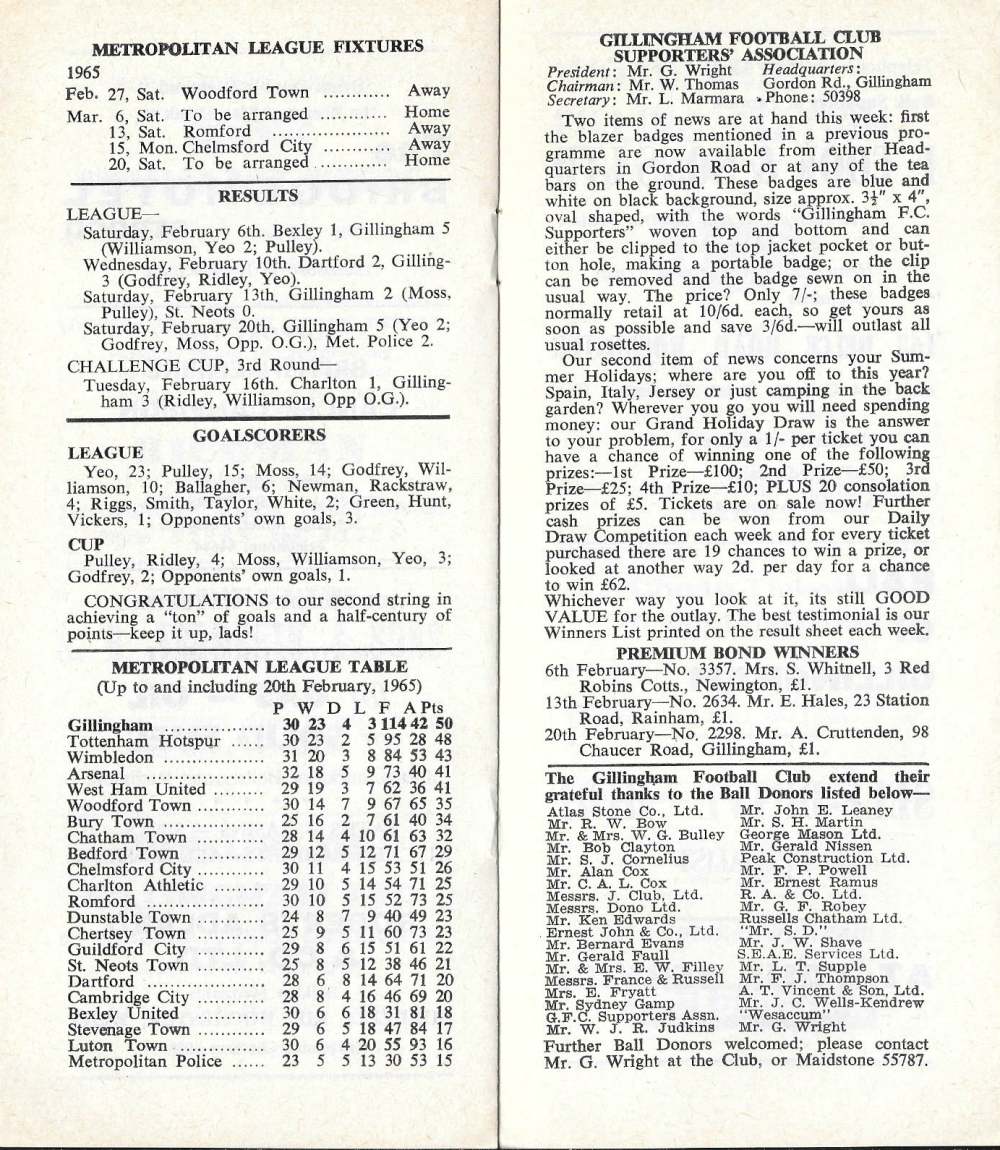 METROPOLITAN LEAGUE FIXTURES
1965
Feb. 27, Sat. Woodford Town ............ Away
Mar. 6, Sat. To be arranged ............ Home
13, Sat. Romford ..................... Away
15, Mon. Chelmsford City ............ Away
20, Sat. To be arranged ............. Home
RESULTS
LEAGUE—
Saturday, February 6th. Bexley 1, Gillingham 5
(Williamson, Yeo 2; Pulley).
Wednesday, February 10th. Dartford 2, Gilling-
3 (Godfrey, Ridley, Yeo).
Saturday, February 13th. Gillingham 2 (Moss,
Pulley), St. Neots 0.
Saturday, February 20th. Gillingham 5 (Yeo 2;
Godfrey, Moss, Opp. O.G.), Met. Police 2.
CHALLENGE CUP, 3rd Round—
Tuesday, February 16th. Charlton 1, Gilling-
ham 3 (Ridley, Williamson, Opp O.G.).
GOALSCORERS
LEAGUE
Yeo, 23; Pulley, 15; Moss, 14; Godfrey, Wil-
liamson, 10; Ballagher, 6; Newman, Rackstraw,
4; Riggs, Smith, Taylor, White, 2; Green, Hunt,
Vickers, 1; Opponents' own goals, 3.
CUP
Pulley, Ridley, 4; Moss, Williamson, Yeo, 3;
Godfrey, 2; Opponents' own goals, 1.
CONGRATULATIONS to our second string in
achieving a "ton" of goals and a half-century of
points—keep it up, lads!
METROPOLITAN LEAGUE TABLE
(Up to and including 20th February, 1965)
P W D L F A Pts
Gillingham .................. 30 23 4 3 114 42 50
Tottenham Hotspur ...... 30 23 2 5 95 28 48
Wimbledon .................. 31 20 3 8 84 53 43
Arsenal ..................... 32 18 5 9 73 40 41
West Ham United ......... 29 19 3 7 62 36 41
Woodford Town ............ 30 14 7 9 67 65 35
Bury Town .................. 25 16 2 7 61 40 34
Chatham Town ............ 28 14 4 10 61 63 32
Bedford Town ............ 29 12 5 12 71 67 29
Chelmsford City ............ 30 11 4 15 53 51 26
Charlton Athletic ......... 29 10 5 14 54 71 25
Romford ..................... 30 10 5 15 52 73 25
Dunstable Town ............ 24 8 7 9 40 49 23
Chertsey Town ............ 25 9 5 11 60 73 23
Guildford City ............ 29 8 6 15 51 61 22
St. Neots Town ............ 25 8 5 12 38 46 21
Dartford ..................... 28 6 8 14 64 71 20
Cambridge City ............ 28 8 4 16 46 69 20
Bexley United ............ 30 6 6 18 31 81 18
Stevenage Town ............ 29 6 5 18 47 84 17
Luton Town ................ 30 6 4 20 55 93 16
Metropolitan Police ...... 23 5 5 13 30 53 15
GILLINGHAM FOOTBALL CLUB
SUPPORTERS' ASSOCIATION
President: Mr. G. Wright Headquarters:
Chairman: Mr. W. Thomas Gordon Rd., Gillingham
Secretary: Mr. L. Marmara Phone: 50398
Two items of news are at hand this week: first
the blazer badges mentioned in a previous pro-
gramme are now available from either Head-
quarters in Gordon Road or at any of the tea
bars on the ground. These badges are blue and
white on black background, size approx. 3½" x 4",
oval shaped, with the words "Gillingham F.C.
Supporters" woven top and bottom and can
either be clipped to the top jacket pocket or but-
ton hole, making a portable badge; or the clip
can be removed and the badge sewn on in the
usual way. The price? Only 7/-; these badges
normally retail at 10/6d. each, so get yours as
soon as possible and save 3/6d.—will outlast all
usual rosettes.
Our second item of news concerns your Sum-
mer Holidays; where are you off to this year?
Spain, Italy, Jersey or just camping in the back
garden? Wherever you go you will need spending
money: our Grand Holiday Draw is the answer
to your problem, for only a 1/- per ticket you can
have a chance of winning one of the following
prizes:—1st Prize—£100; 2nd Prize—£50; 3rd
Prize—£25; 4th Prize—£10; PLUS 20 consolation
prizes of £5. Tickets are on sale now! Further
cash prizes can be won from our Daily
Draw Competition each week and for every ticket
purchased there are 19 chances to win a prize, or
looked at another way 2d. per day for a chance
to win £62.
Whichever way you look at it, its still GOOD
VALUE for the outlay. The best testimonial is our
Winners List printed on the result sheet each week.
PREMIUM BOND WINNERS
6th February—No. 3357. Mrs. S. Whitnell, 3 Red
Robins Cotts., Newington, £1.
13th February—No. 2634. Mr. E. Hales, 23 Station
Road, Rainham, £1.
20th February—No. 2298. Mr. A. Cruttenden, 98
Chaucer Road, Gillingham, £1.
The Gillingham Football Club extend their
grateful thanks to the Ball Donors listed below—
Atlas Stone Co., Ltd.
Mr. R. W. Bow
Mr. & Mrs. W. G. Bulley
Mr. Bob Clayton
Mr. S. J. Cornelius
Mr. Alan Cox
Mr. C. A. L. Cox
Messrs. J. Club, Ltd.
Messrs. Dono Ltd.
Mr. Ken Edwards
Ernest John & Co., Ltd.
Mr. Bernard Evans
Mr. Gerald Faull
Mr. & Mrs. E. W. Filley
Messrs. France & Russell
Mrs. E. Fryatt
Mr. Sydney Gamp
G.F.C. Supporters Assn.
Mr. W. J. R. Judkins
Mr. John E. Leaney
Mr. S. H. Martin
George Mason Ltd.
Mr. Gerald Nissen
Peak Construction Ltd.
Mr. F. P. Powell
Mr. Ernest Ramus
R. A. & Co. Ltd.
Mr. G. F. Robey
Russells Chatham Ltd.
"Mr. S. D."
Mr. J. W. Shave
S.E.A.E. Services Ltd.
Mr. L. T. Supple
Mr. F. J. Thompson
A. T. Vincent & Son, Ltd.
Mr. J. C. Wells-Kendrew
"Wesaccum"
Mr. G. Wright
Further Ball Donors welcomed; please contact
Mr. G. Wright at the Club, or Maidstone 55787.